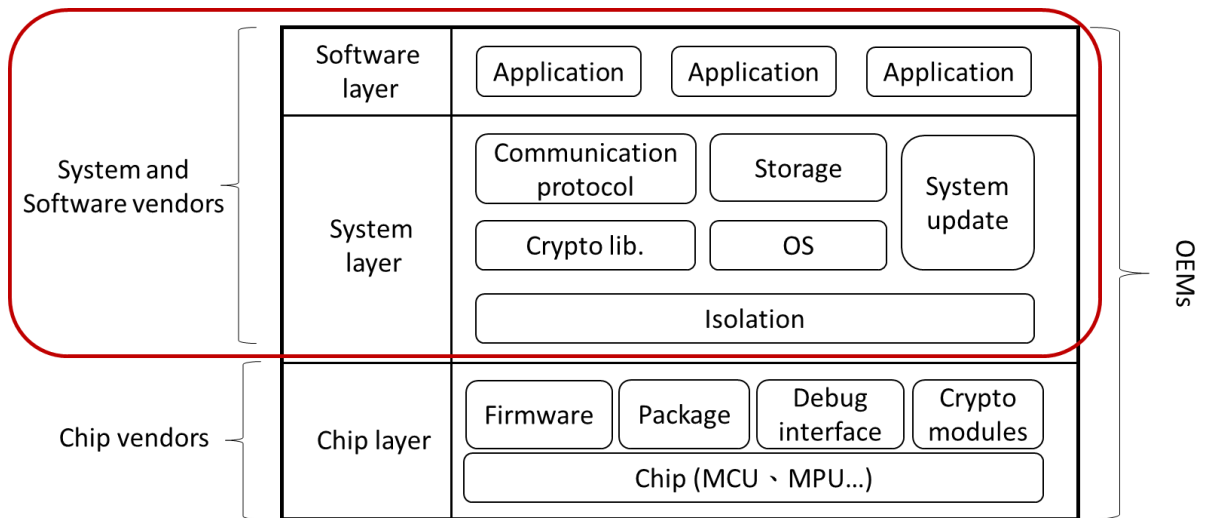 Software
layer
Application
Application
Application
System and
Software vendors
System
layer
Communication
protocol
Storage
System
update
Crypto lib.
OS
Isolation
OEMs
Chip vendors
Chip layer
Firmware
Package
Debug
interface
Crypto
modules
Chip (MCU、MPU…)